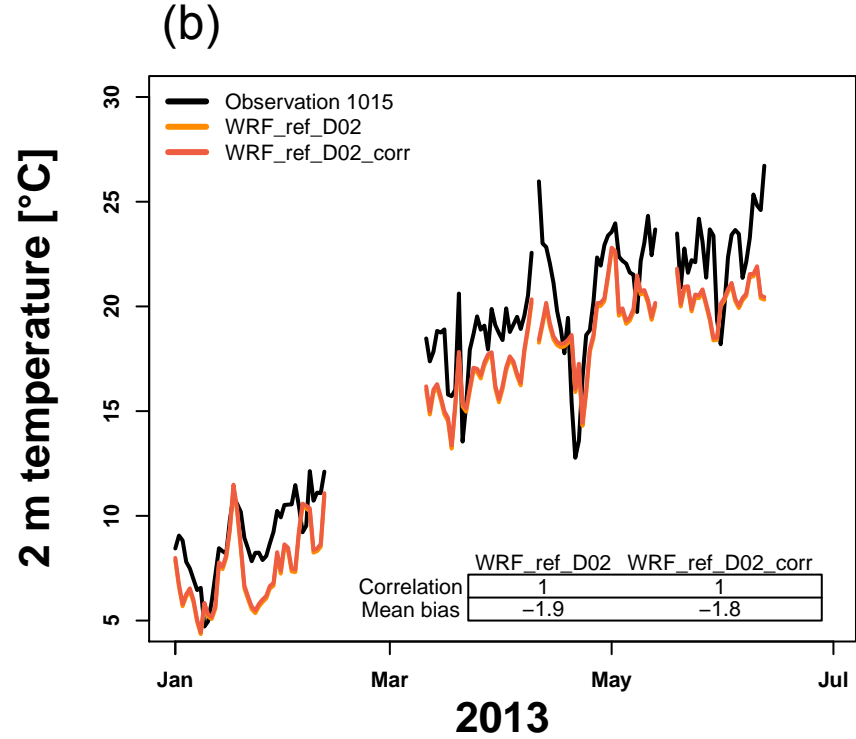 (b)
2 m temperature [°C]
30
25
20
15
10
5
Observation 1015
WRF_ref_D02
WRF_ref_D02_corr
WRF_ref_D02 WRF_ref_D02_corr
Correlation 1 1
Mean bias −1.9 −1.8
Jan Mar May Jul
2013